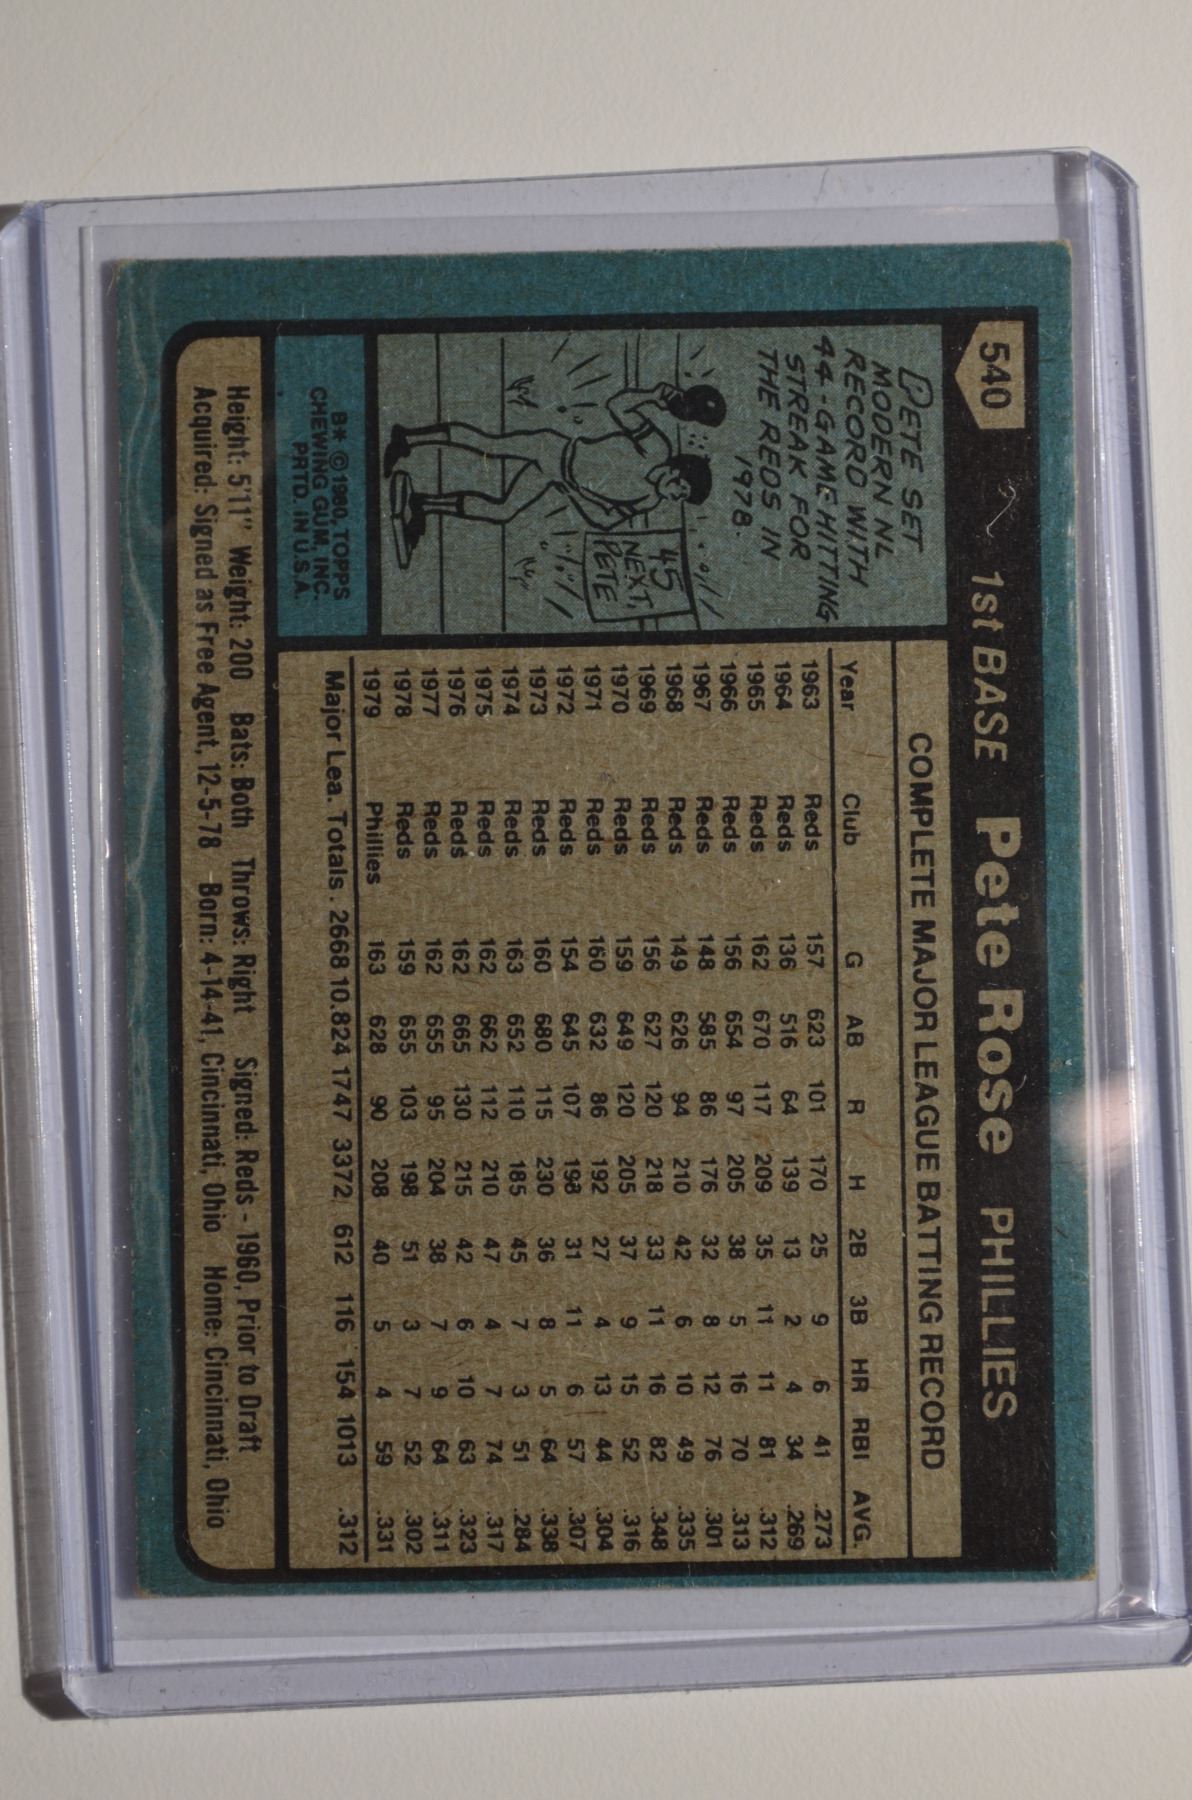 540 1st BASE Pete Rose PHILLIES
PETE SET
MODERN NL
RECORD WITH
44-GAME HITTING
STREAK FOR
THE REDS IN
1978.
45
NEXT,
PETE
B* ©1980, TOPPS
CHEWING GUM, INC.
PRTD. IN U.S.A.
COMPLETE MAJOR LEAGUE BATTING RECORD
Year Club G AB R H 2B 3B HR RBI AVG.
1963 Reds 157 623 101 170 25 9 6 41 .273
1964 Reds 136 516 64 139 13 2 4 34 .269
1965 Reds 162 670 117 209 35 11 11 81 .312
1966 Reds 156 654 97 205 38 5 16 70 .313
1967 Reds 148 585 86 176 32 8 12 76 .301
1968 Reds 149 626 94 210 42 6 10 49 .335
1969 Reds 156 627 120 218 33 11 16 82 .348
1970 Reds 159 649 120 205 37 9 15 52 .316
1971 Reds 160 632 86 192 27 4 13 44 .304
1972 Reds 154 645 107 198 31 11 6 57 .307
1973 Reds 160 680 115 230 36 8 5 64 .338
1974 Reds 163 652 110 185 45 7 3 51 .284
1975 Reds 162 662 112 210 47 4 7 74 .317
1976 Reds 162 665 130 215 42 6 10 63 .323
1977 Reds 162 655 95 204 38 7 9 64 .311
1978 Reds 159 655 103 198 51 3 7 52 .302
1979 Phillies 163 628 90 208 40 5 4 59 .331
Major Lea. Totals . 2668 10.824 1747 3372 612 116 154 1013 .312
Height: 5'11" Weight: 200 Bats: Both Throws: Right Signed: Reds - 1960, Prior to Draft
Acquired: Signed as Free Agent, 12-5-78 Born: 4-14-41, Cincinnati, Ohio Home: Cincinnati, Ohio